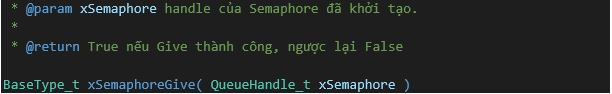 * @param xSemaphore handle của Semaphore đã khởi tạo.
*
* @return True nếu Give thành công, ngược lại False
BaseType_t xSemaphoreGive( QueueHandle_t xSemaphore )